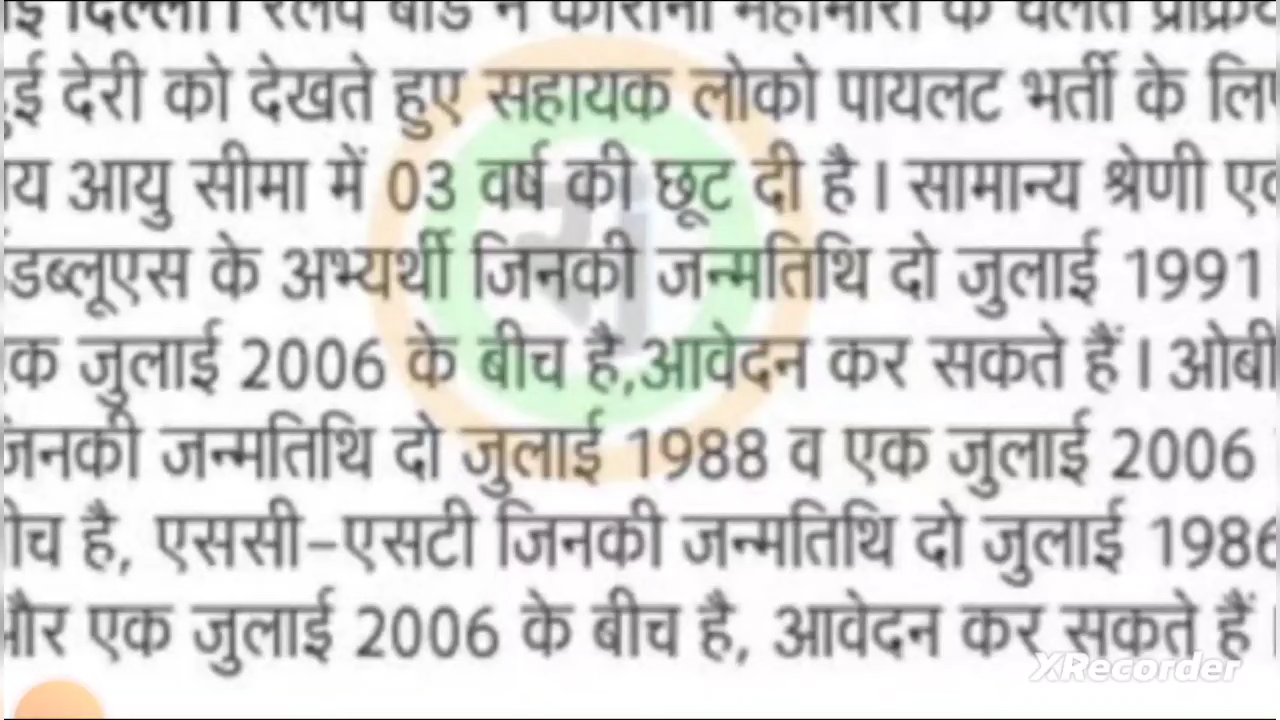 ई दिल्ली। रेलवे बोर्ड ने कोरोना महामारी के चलते
ई देरी को देखते हुए सहायक लोको पायलट भर्ती के
य आयु सीमा में 03 वर्ष की छूट दी है। सामान्य श्रेणी
डब्लूएस के अभ्यर्थी जिनकी जन्मतिथि दो जुलाई 1991
क जुलाई 2006 के बीच है,आवेदन कर सकते हैं। ओबी
जिनकी जन्मतिथि दो जुलाई 1988 व एक जुलाई 2006
ीच है, एससी-एसटी जिनकी जन्मतिथि दो जुलाई 1986
और एक जुलाई 2006 के बीच है, आवेदन कर सकते हैं।
XRecorder